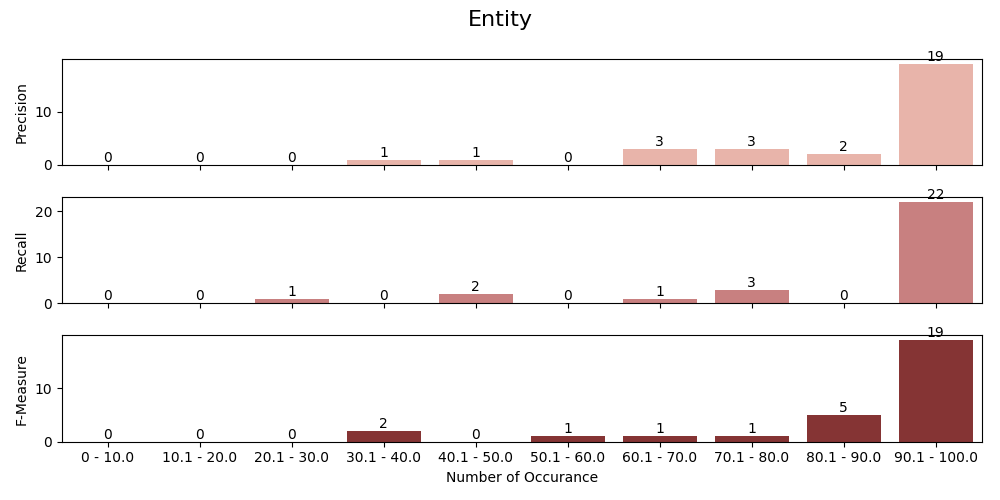 Entity
Precision
10
0
0 0 0 1 1 0 3 3 2 19
Recall
20
10
0
0 0 1 0 2 0 1 3 0 22
F-Measure
10
0
0 0 0 2 0 1 1 1 5 19
0 - 10.0 10.1 - 20.0 20.1 - 30.0 30.1 - 40.0 40.1 - 50.0 50.1 - 60.0 60.1 - 70.0 70.1 - 80.0 80.1 - 90.0 90.1 - 100.0
Number of Occurance